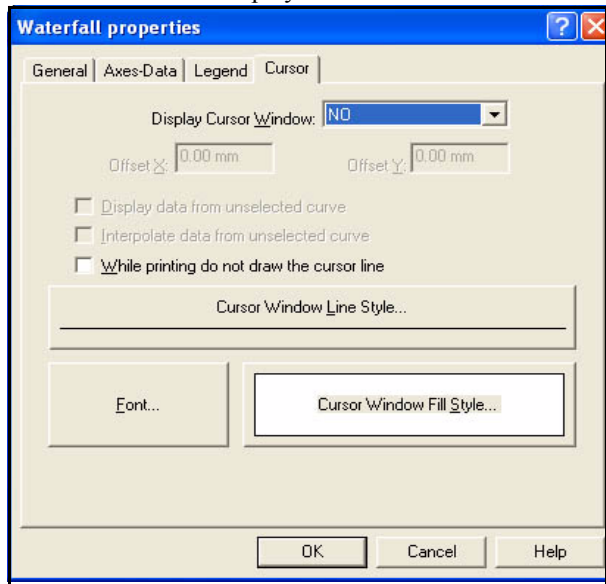 Waterfall properties
General Axes-Data Legend Cursor
Display Cursor Window: NO
Offset X: 0.00 mm Offset Y: 0.00 mm
Display data from unselected curve
Interpolate data from unselected curve
While printing do not draw the cursor line
Cursor Window Line Style...
Font... Cursor Window Fill Style...
OK Cancel Help